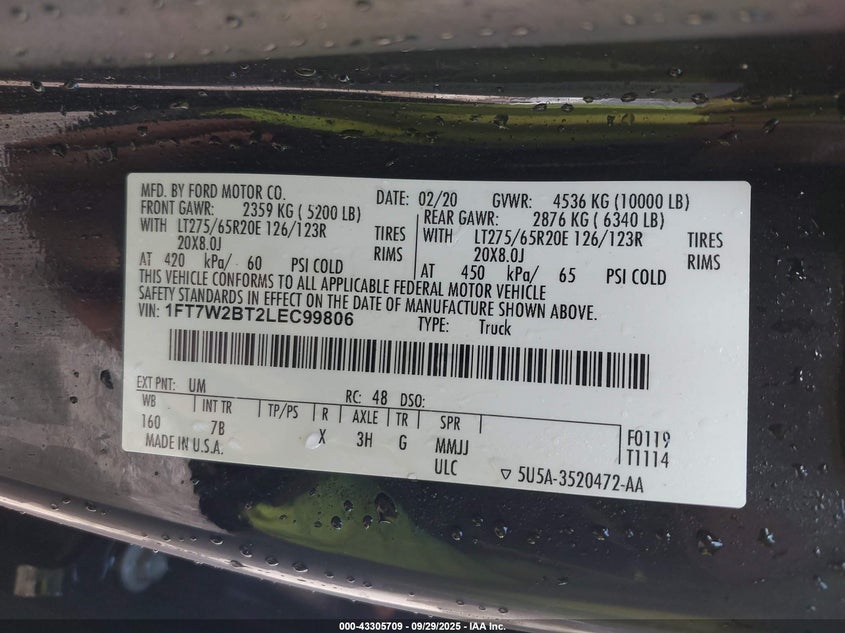 MFD. BY FORD MOTOR CO. DATE: 02/20 GVWR: 4536 KG (10000 LB)
FRONT GAWR: 2359 KG ( 5200 LB) REAR GAWR: 2876 KG ( 6340 LB)
WITH LT275/65R20E 126/123R TIRES WITH LT275/65R20E 126/123R TIRES
20X8.0J RIMS 20X8.0J RIMS
AT 420 kPa/ 60 PSI COLD AT 450 kPa/ 65 PSI COLD
THIS VEHICLE CONFORMS TO ALL APPLICABLE FEDERAL MOTOR VEHICLE
SAFETY STANDARDS IN EFFECT ON THE DATE OF MANUFACTURE SHOWN ABOVE.
VIN: 1FT7W2BT2LEC99806 TYPE: Truck
EXT PNT: UM RC: 48 DSO:
WB INT TR TP/PS R AXLE TR SPR
160 7B X 3H G MMJJ F0119
MADE IN U.S.A. ULC T1114
5U5A-3520472-AA
000-43305709 - 09/29/2025 - IAA Inc.